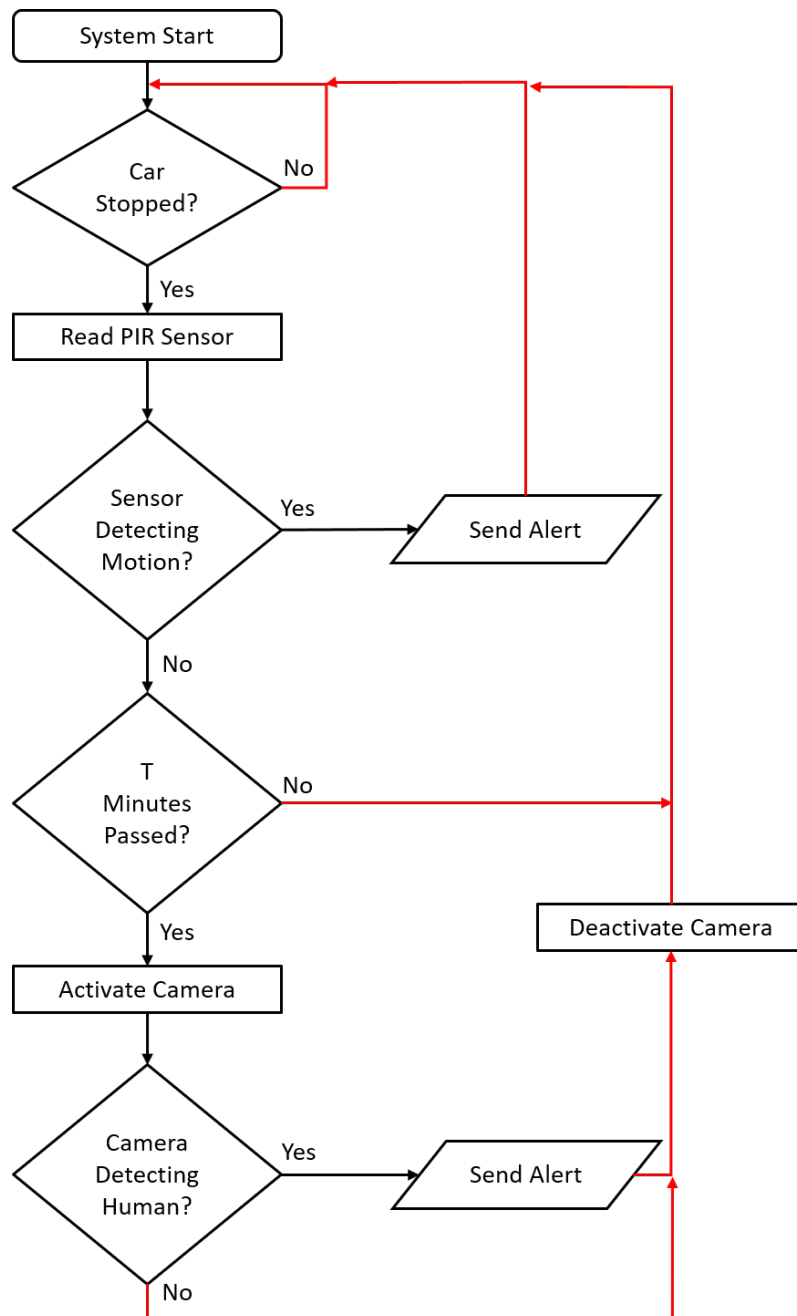 System Start
Car
Stopped?
No
Yes
Read PIR Sensor
Sensor
Detecting
Motion?
Yes
Send Alert
No
T
Minutes
Passed?
No
Yes
Deactivate Camera
Activate Camera
Camera
Detecting
Human?
Yes
Send Alert
No